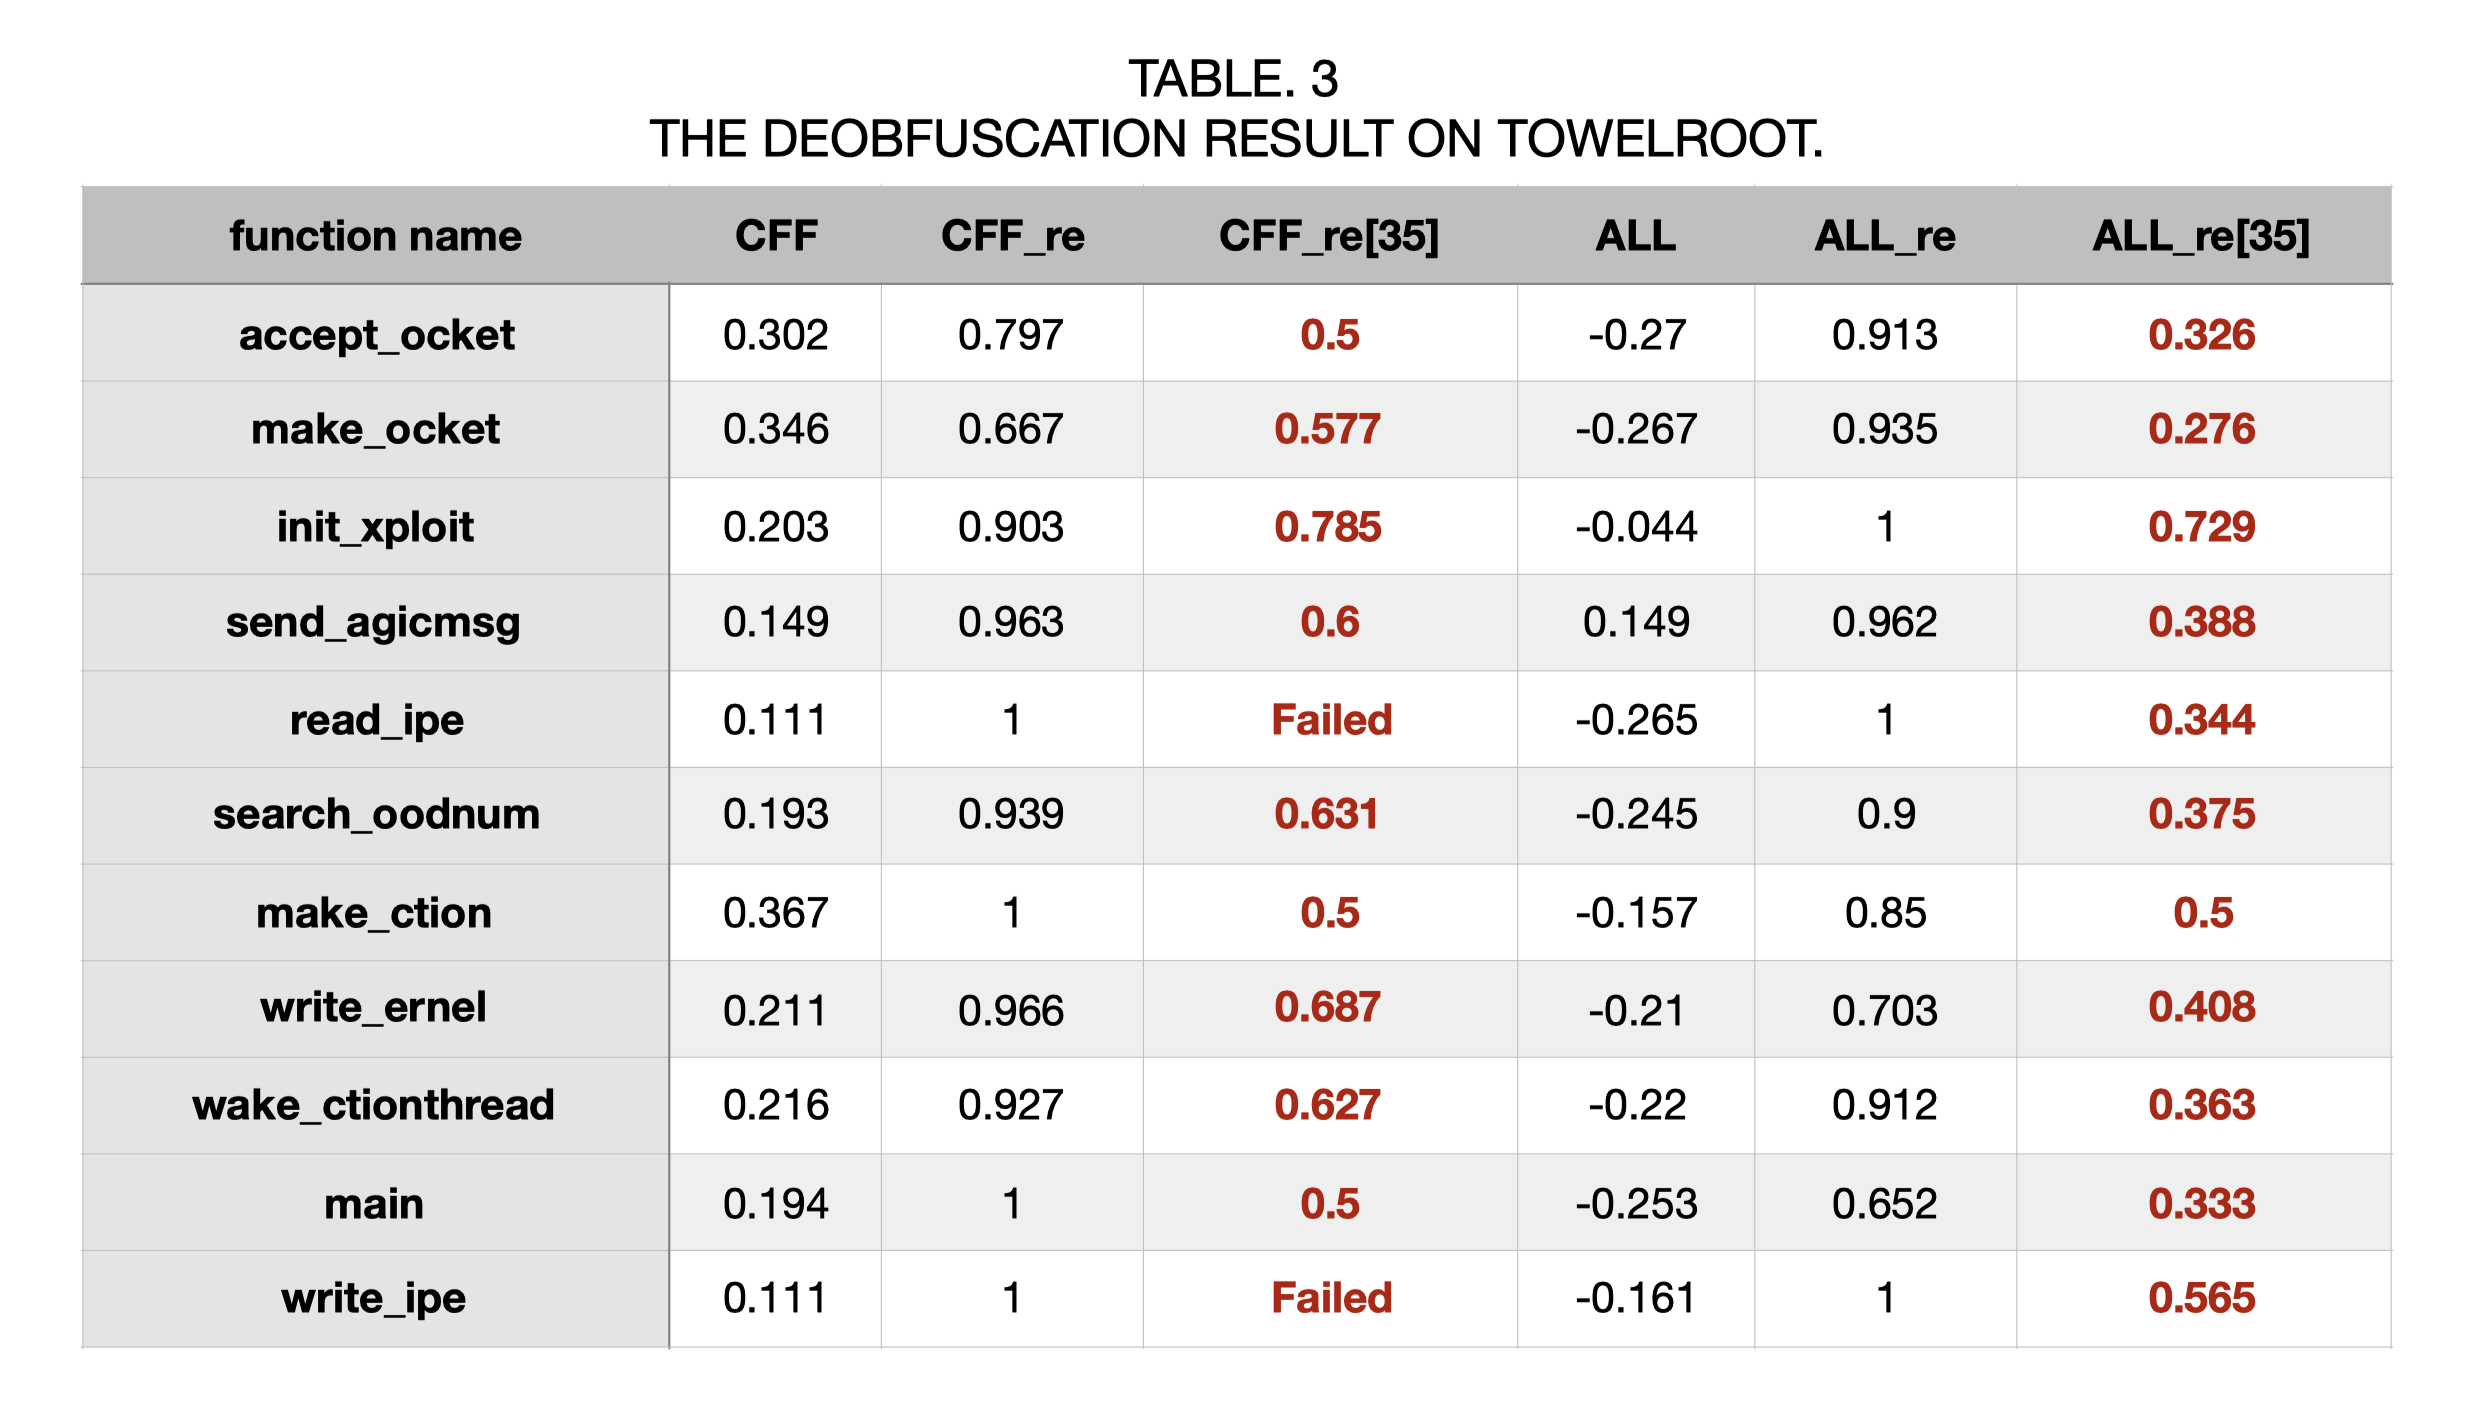 TABLE. 3
THE DEOBFUSCATION RESULT ON TOWELROOT.
function name CFF CFF_re CFF_re[35] ALL ALL_re ALL_re[35]
accept_ocket 0.302 0.797 0.5 -0.27 0.913 0.326
make_ocket 0.346 0.667 0.577 -0.267 0.935 0.276
init_xploit 0.203 0.903 0.785 -0.044 1 0.729
send_agicmsg 0.149 0.963 0.6 0.149 0.962 0.388
read_ipe 0.111 1 Failed -0.265 1 0.344
search_oodnum 0.193 0.939 0.631 -0.245 0.9 0.375
make_ction 0.367 1 0.5 -0.157 0.85 0.5
write_ernel 0.211 0.966 0.687 -0.21 0.703 0.408
wake_ctionthread 0.216 0.927 0.627 -0.22 0.912 0.363
main 0.194 1 0.5 -0.253 0.652 0.333
write_ipe 0.111 1 Failed -0.161 1 0.565